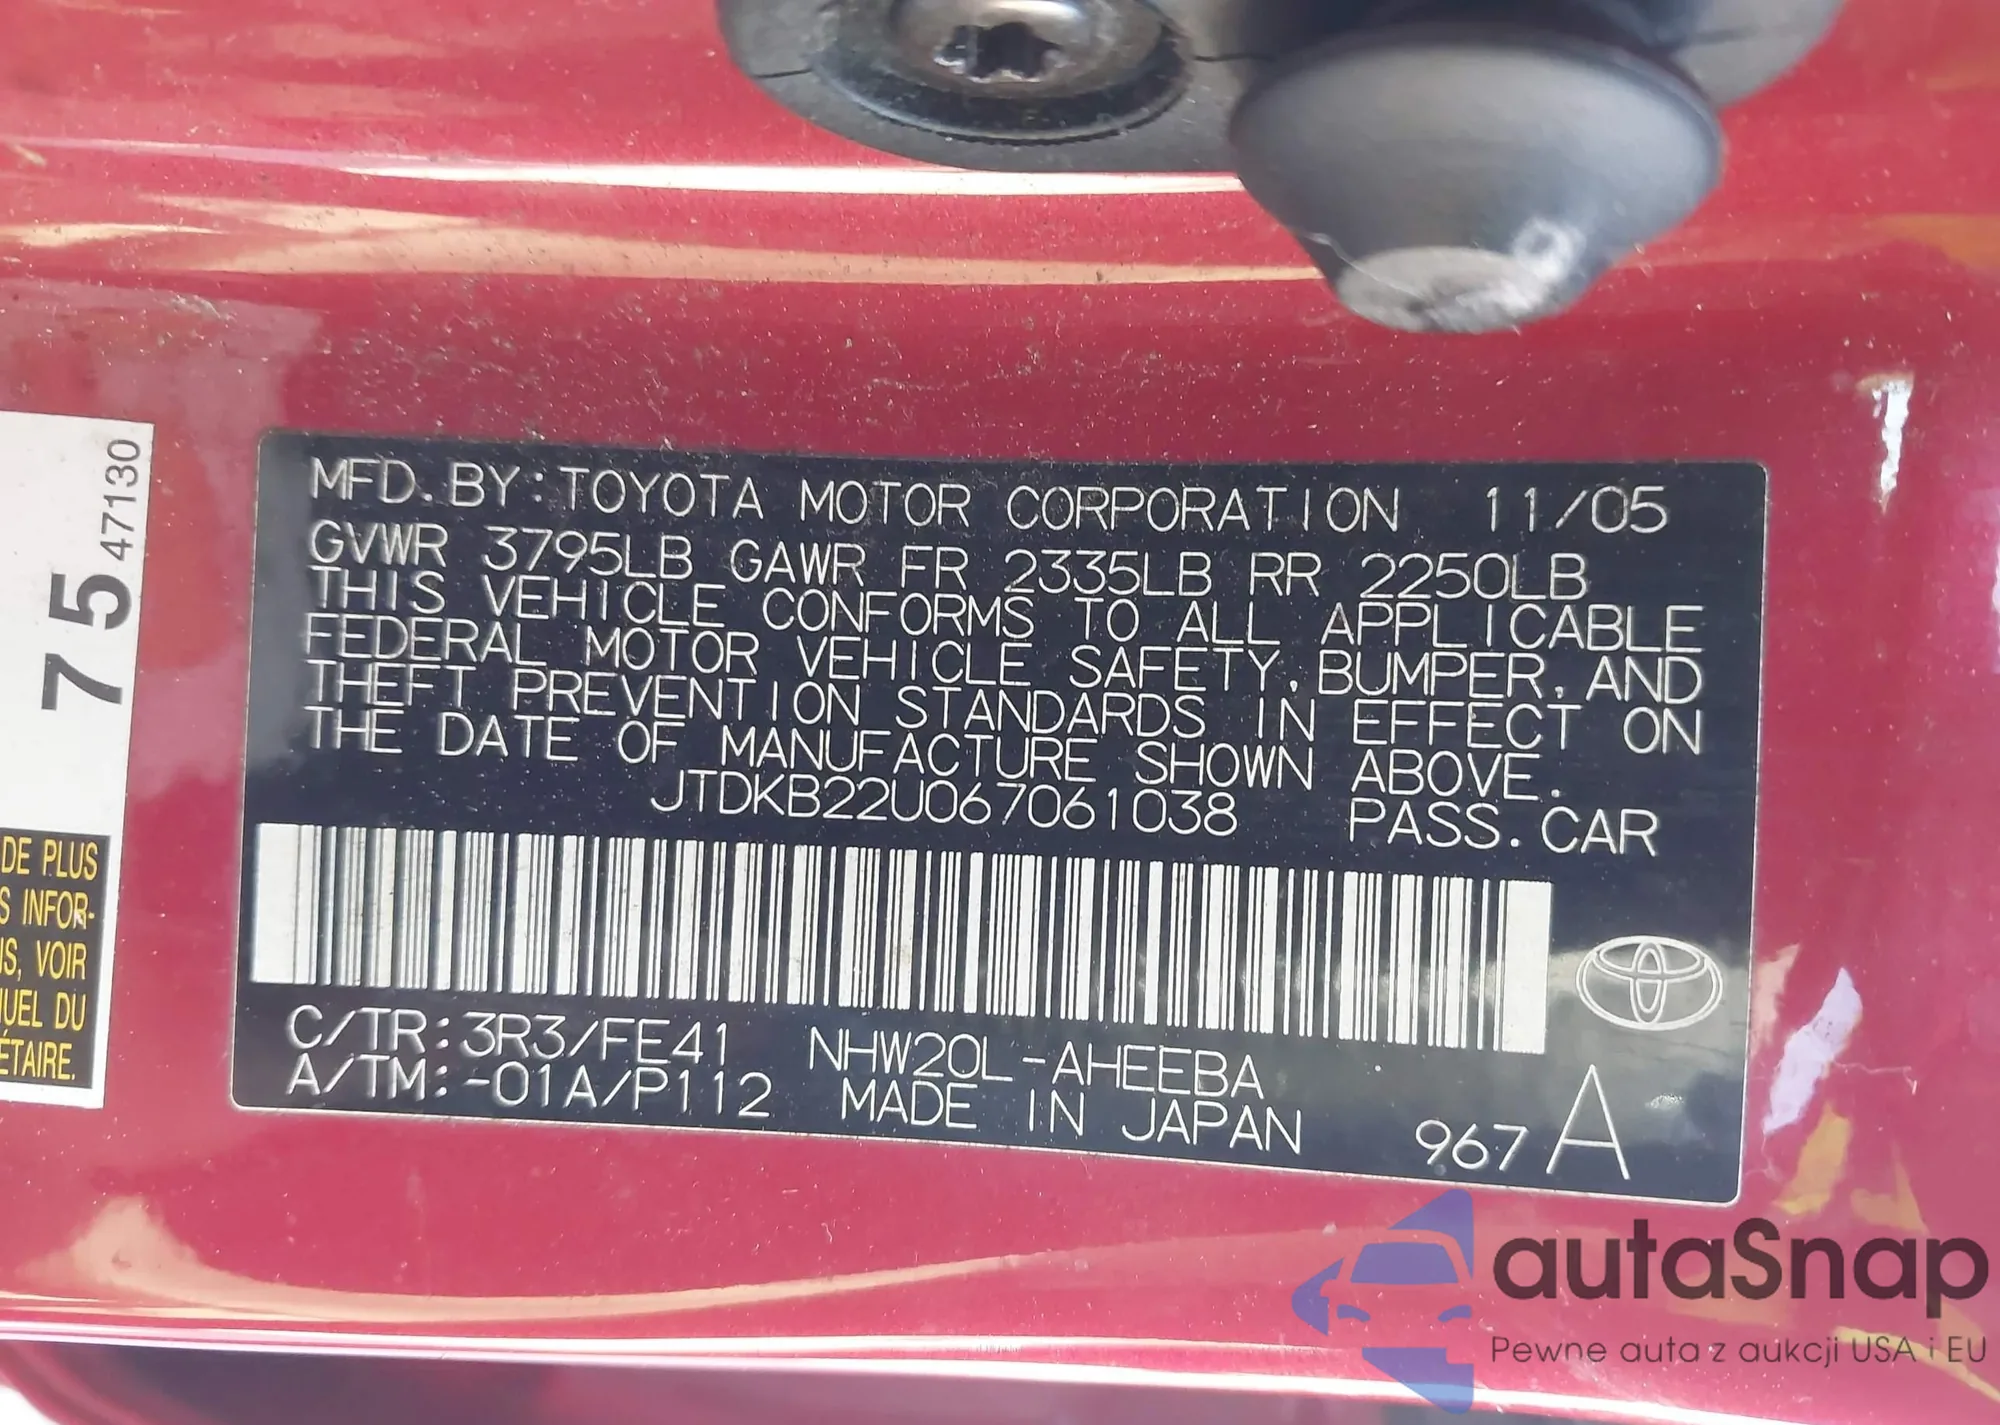 MFD. BY: TOYOTA MOTOR CORPORATION 11/05
GVWR 3795LB GAWR FR 2335LB RR 2250LB
THIS VEHICLE CONFORMS TO ALL APPLICABLE
FEDERAL MOTOR VEHICLE SAFETY, BUMPER, AND
THEFT PREVENTION STANDARDS IN EFFECT ON
THE DATE OF MANUFACTURE SHOWN ABOVE.
JTDKB22U067061038 PASS. CAR
C/TR: 3R3/FE41 NHW20L-AHEEBA
A/TM: -01A/P112 MADE IN JAPAN 967 A
75 47130
DE PLUS
S INFOR-
NS, VOIR
NUEL DU
ÉTAIRE.
autaSnap
Pewne auta z aukcji USA i EU